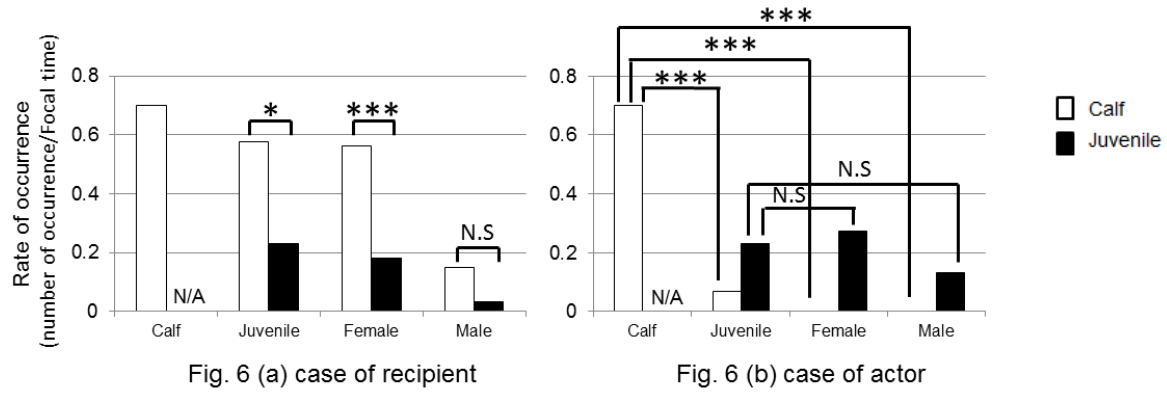 Rate of occurrence
(number of occurrence/Focal time)
0.8
0.6
0.4
0.2
0
*
***
N.S
N/A
Calf
Juvenile
Female
Male
Fig. 6 (a) case of recipient
***
***
***
0.8
0.6
0.4
0.2
0
N.S
N.S
N/A
Calf
Juvenile
Female
Male
Fig. 6 (b) case of actor
Calf
Juvenile